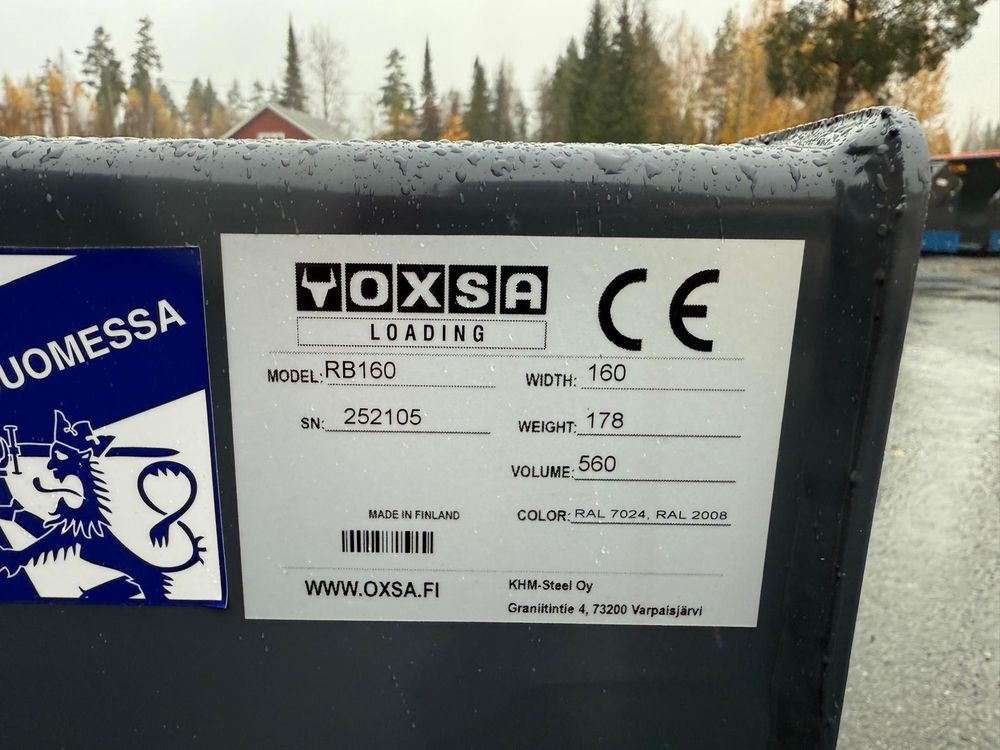 UOMESSA
OXSA
LOADING
CE
MODEL: RB160
WIDTH: 160
SN: 252105
WEIGHT: 178
VOLUME: 560
MADE IN FINLAND
COLOR: RAL 7024, RAL 2008
WWW.OXSA.FI
KHM-Steel Oy
Graniitintie 4, 73200 Varpaisjärvi